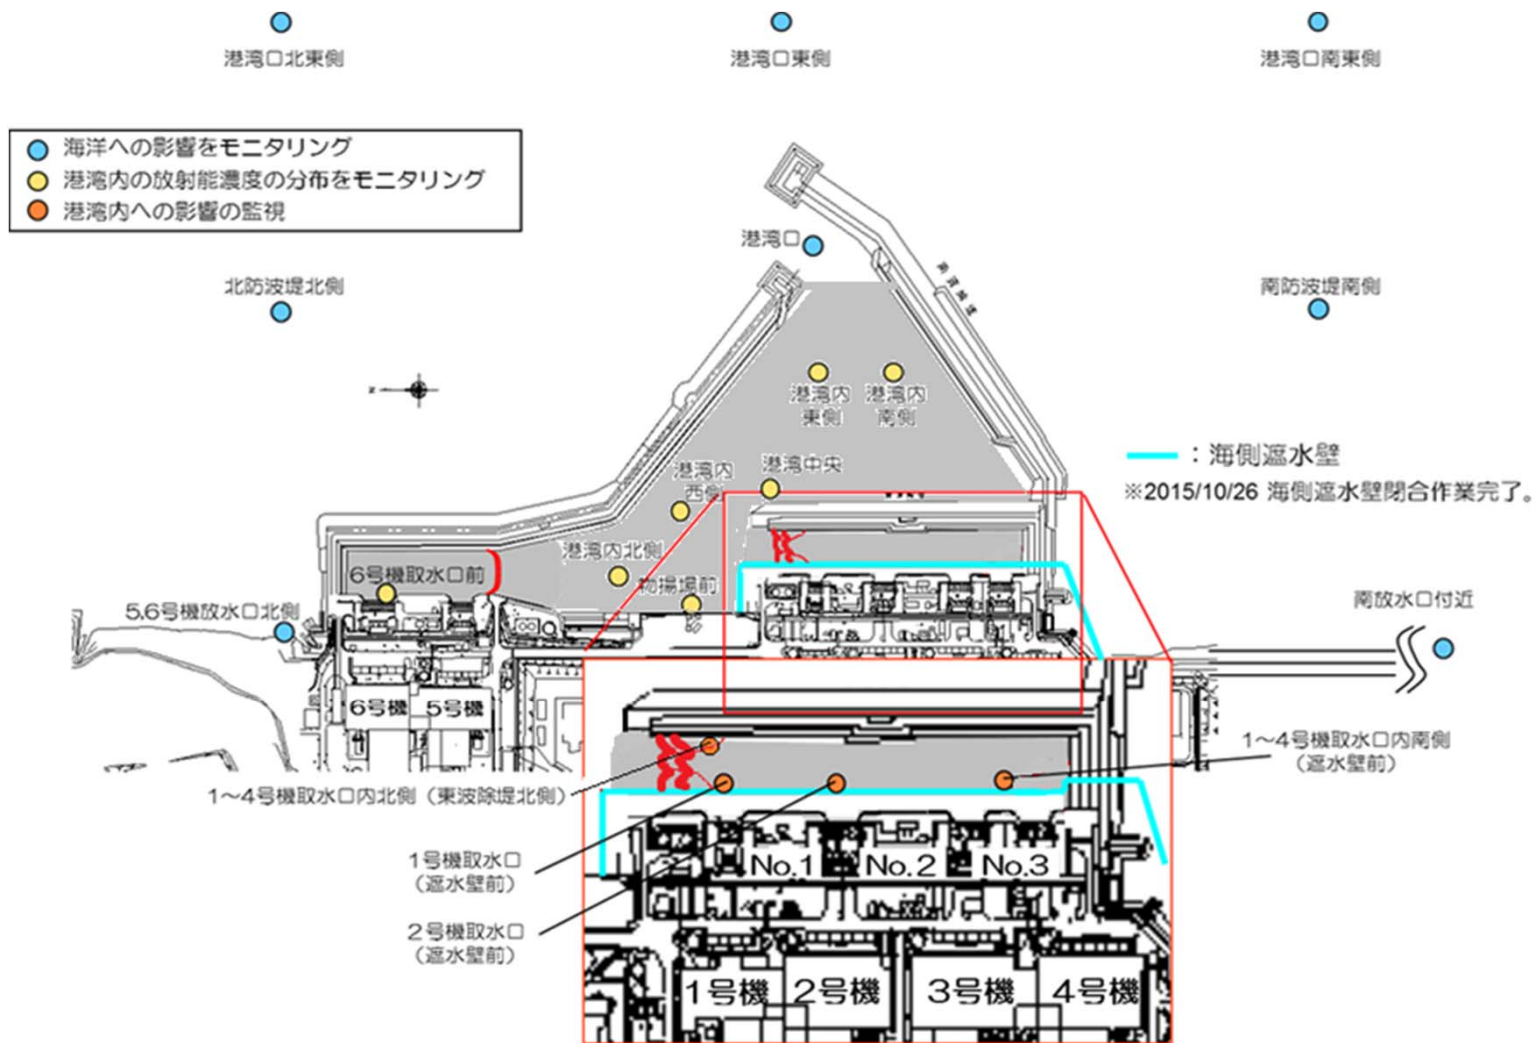 港湾口北東側
港湾口東側
港湾口南東側
海洋への影響をモニタリング
港湾内の放射能濃度の分布をモニタリング
港湾内への影響の監視
港湾口
北防波堤北側
南防波堤南側
港湾内
東側
港湾内
南側
港湾中央
港湾内
西側
:海側遮水壁
※2015/10/26 海側遮水壁閉合作業完了。
港湾内北側
6号機取水口前
物揚場前
5,6号機放水口北側
南放水口付近
6号機
5号機
1~4号機取水口内南側
(遮水壁前)
1~4号機取水口内北側(東波除堤北側)
1号機取水口
(遮水壁前)
No.1
No.2
No.3
2号機取水口
(遮水壁前)
1号機
2号機
3号機
4号機